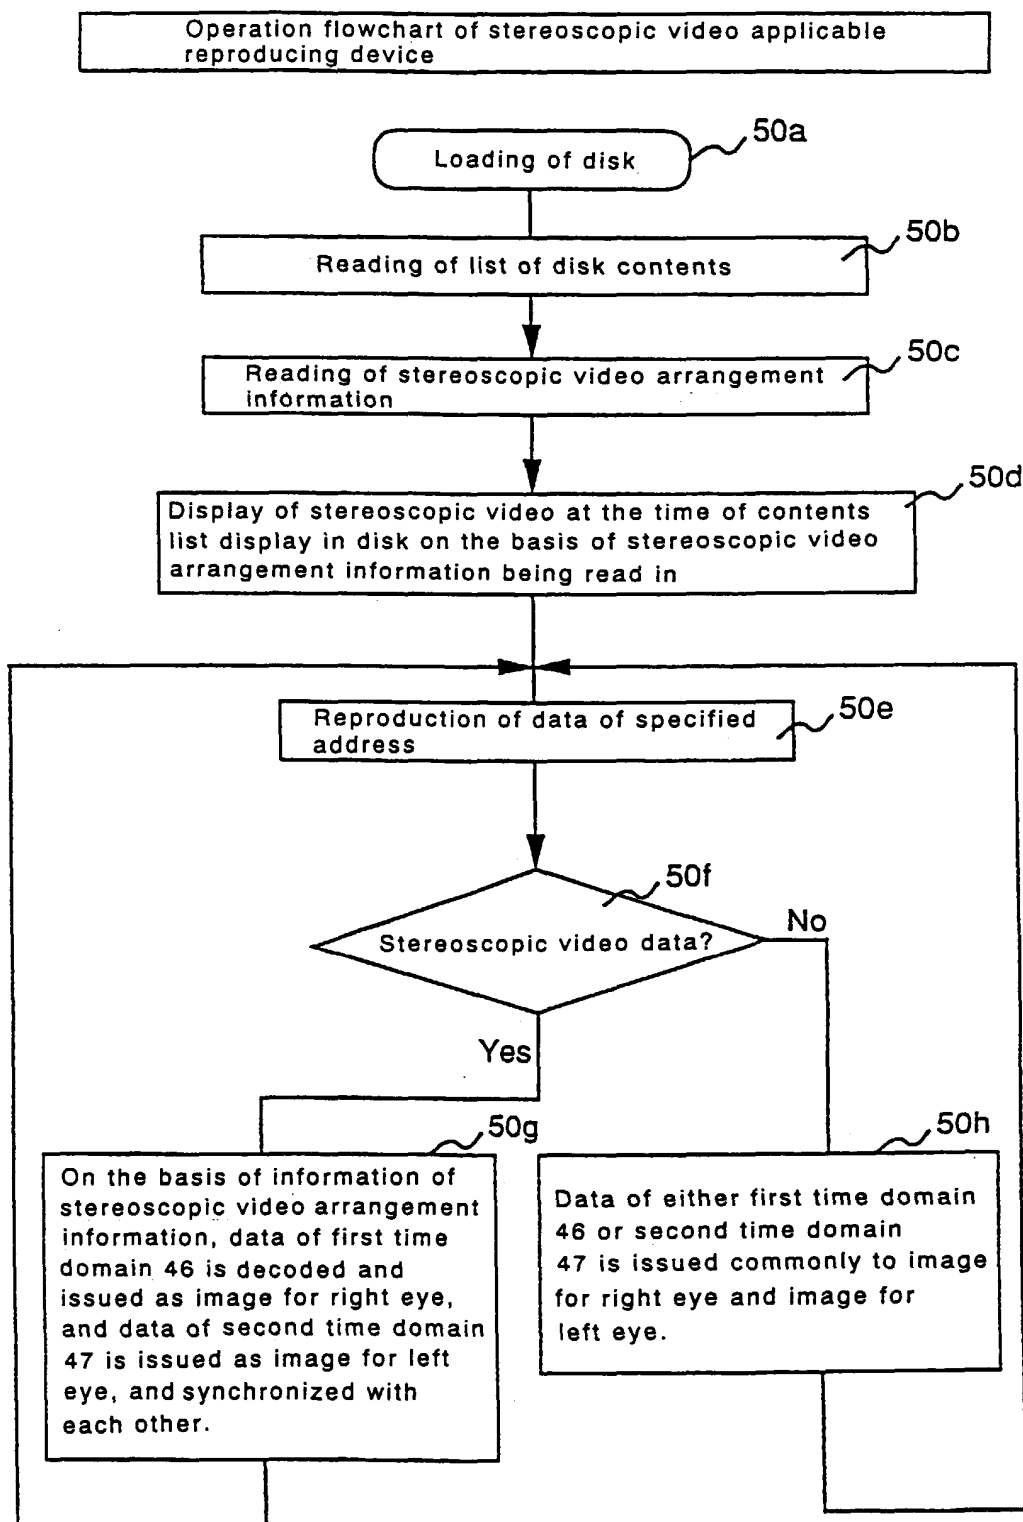 Operation flowchart of stereoscopic video applicable
reproducing device
50a
Loading of disk
50b
Reading of list of disk contents
50c
Reading of stereoscopic video arrangement
information
50d
Display of stereoscopic video at the time of contents
list display in disk on the basis of stereoscopic video
arrangement information being read in
Reproduction of data of specified
address
50e
50f
Stereoscopic video data?
No
Yes
50g
On the basis of information of
stereoscopic video arrangement
information, data of first time
domain 46 is decoded and
issued as image for right eye,
and data of second time domain
47 is issued as image for left
eye, and synchronized with
each other.
50h
Data of either first time domain
46 or second time domain
47 is issued commonly to image
for right eye and image for
left eye.